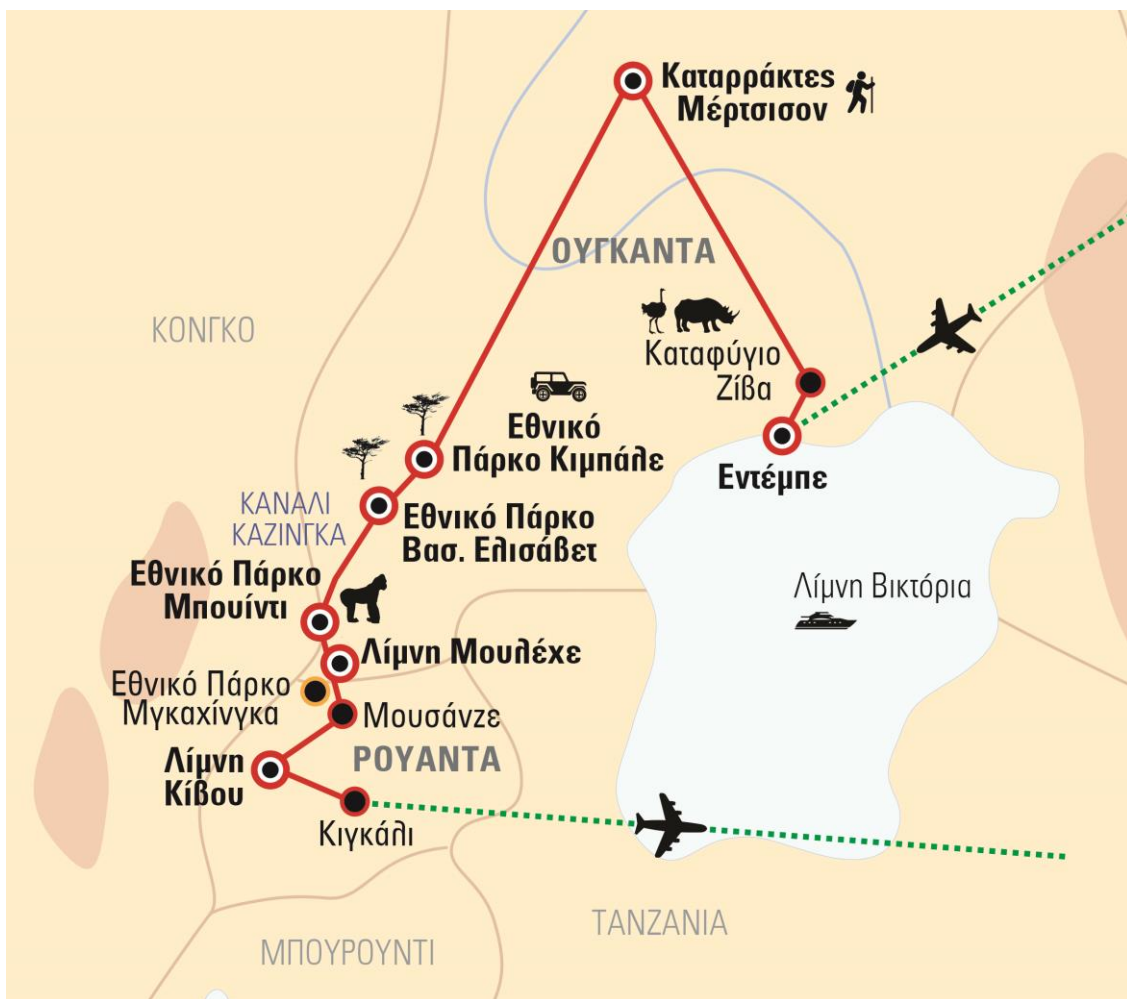 Καταρράκτες
Μέρτσισον
ΟΥΓΚΑΝΤΑ
ΚΟΝΓΚΟ
Καταφύγιο
Ζίβα
Εθνικό
Πάρκο Κιμπάλε
Εντέμπε
ΚΑΝΑΛΙ
ΚΑΖΙΝΓΚΑ
Εθνικό Πάρκο
Βασ. Ελισάβετ
Εθνικό Πάρκο
Μπουίντι
Λίμνη Βικτόρια
Λίμνη Μουλέχε
Εθνικό Πάρκο
Μγκαχίνγκα
Μουσάνζε
ΡΟΥΑΝΤΑ
Λίμνη
Κίβου
Κιγκάλι
ΤΑΝΖΑΝΙΑ
ΜΠΟΥΡΟΥΝΤΙ